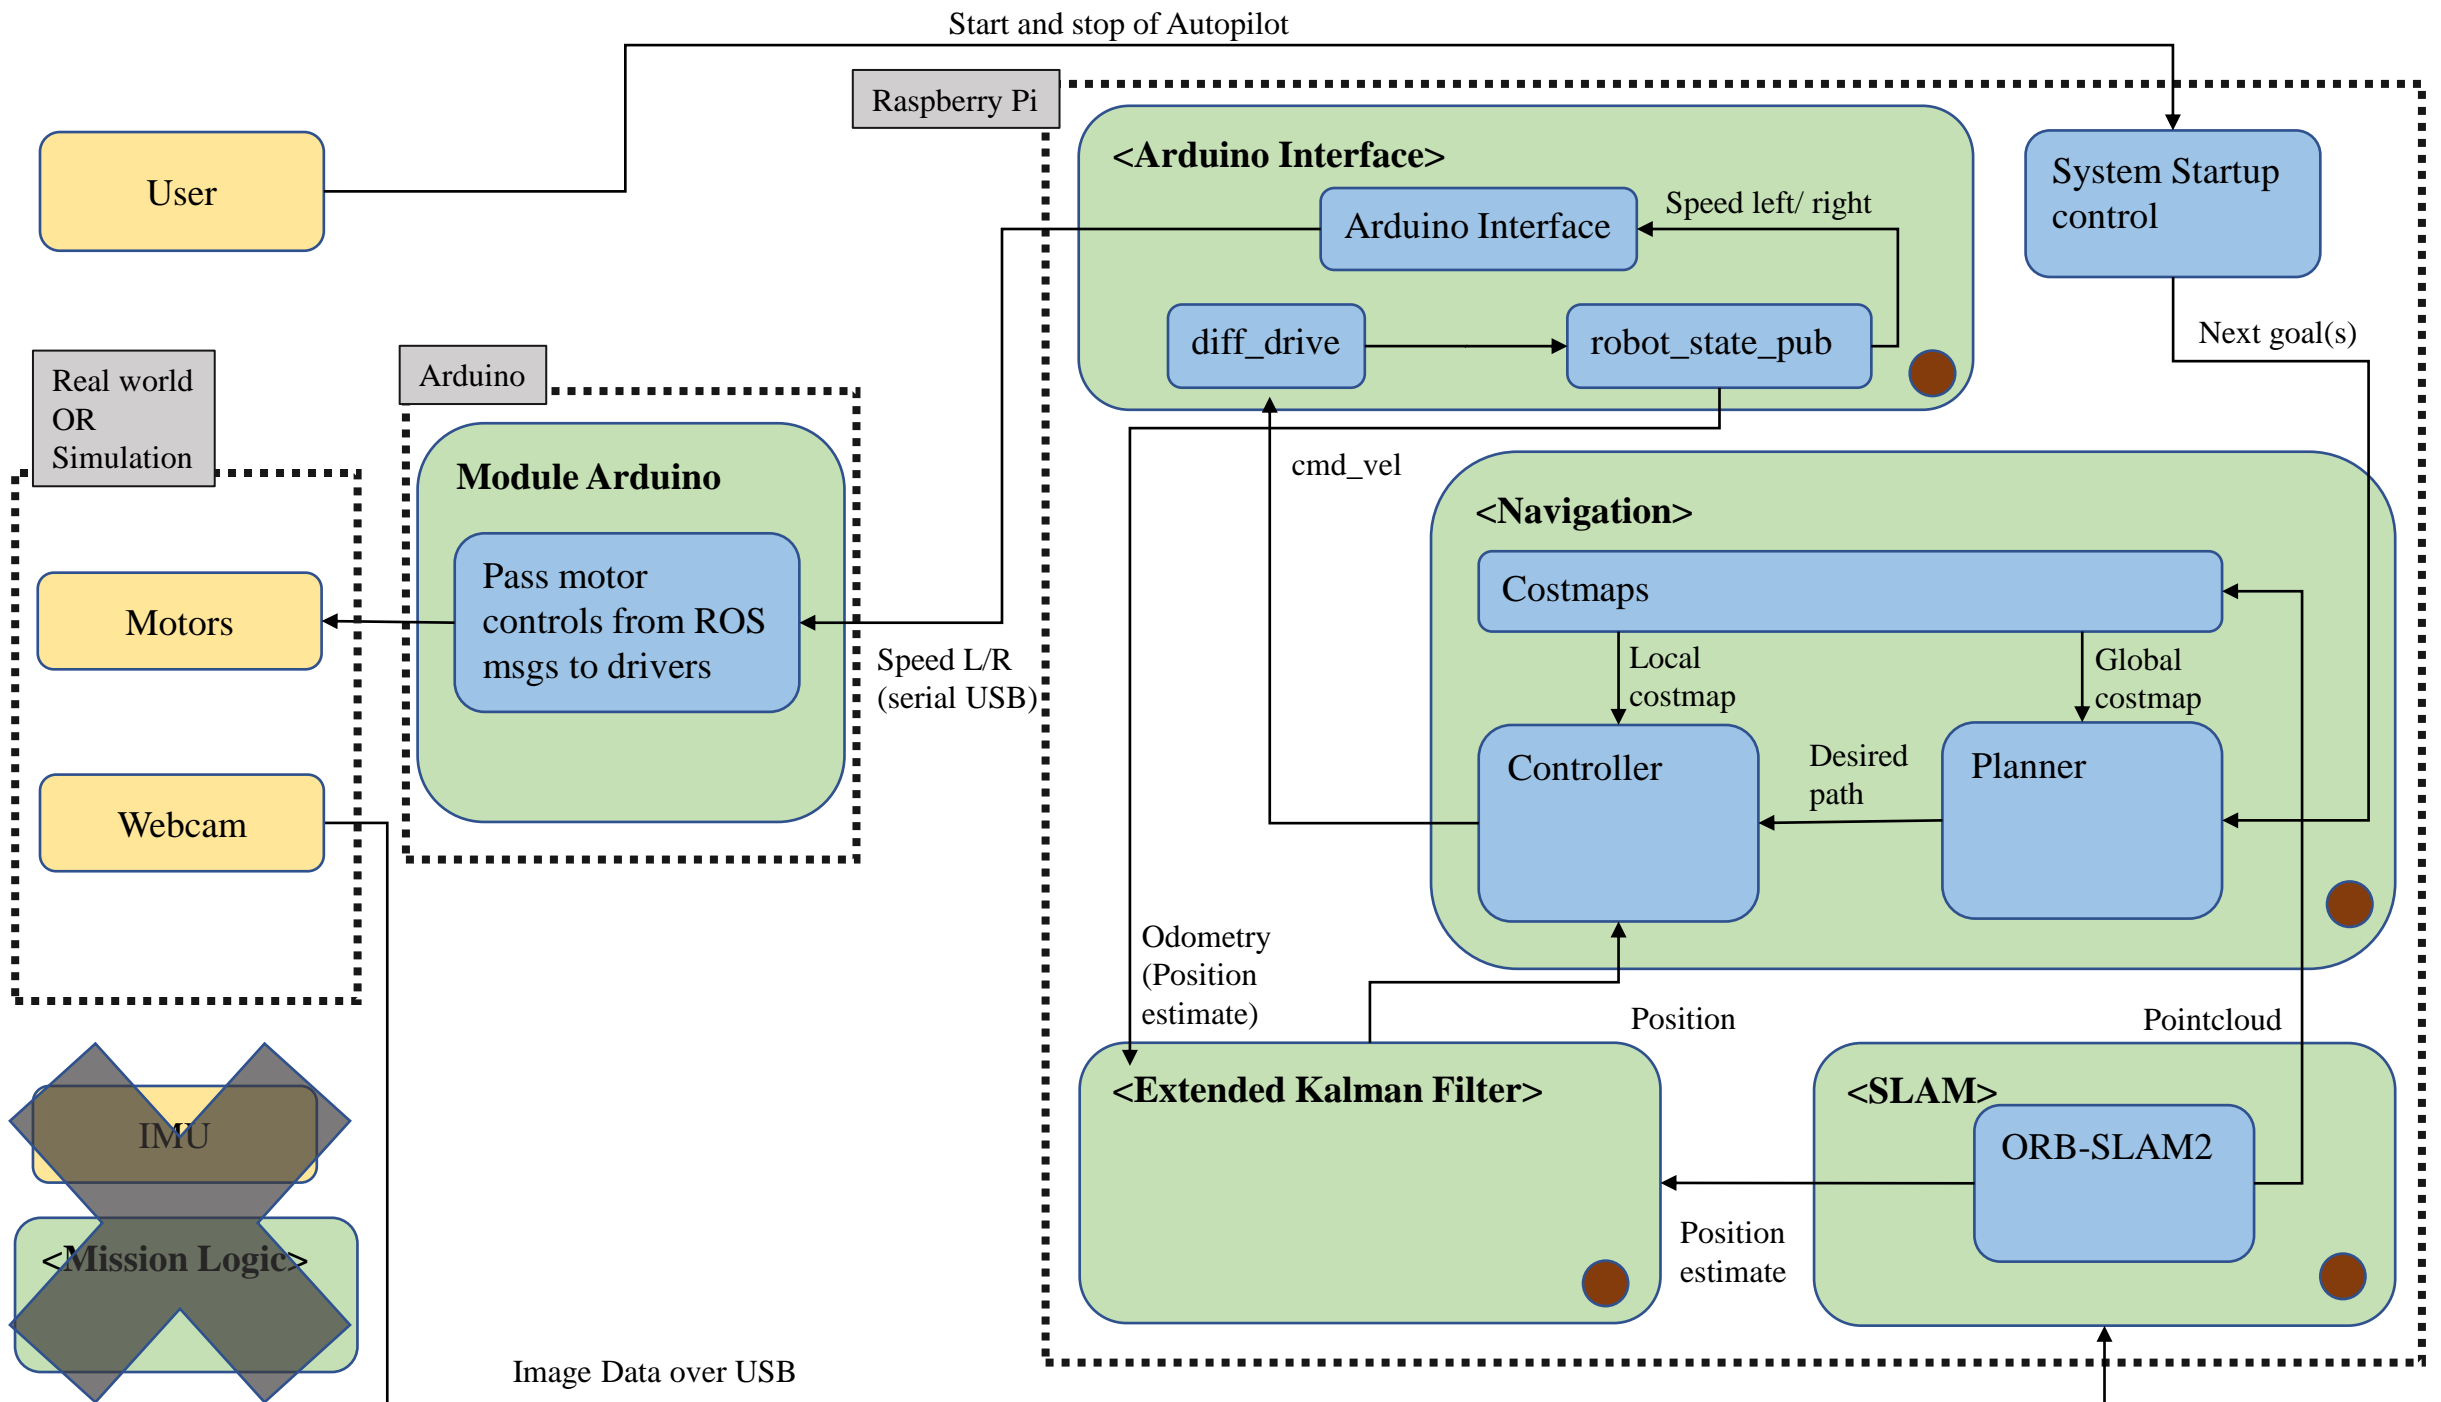 Start and stop of Autopilot
Raspberry Pi
User
<Arduino Interface>
System Startup
control
Speed left/ right
Arduino Interface
diff_drive
robot_state_pub
Next goal(s)
Real world
OR
Simulation
Arduino
Module Arduino
cmd_vel
<Navigation>
Pass motor
controls from ROS
msgs to drivers
Motors
Costmaps
Speed L/R
(serial USB)
Local
costmap
Global
costmap
Controller
Desired
path
Planner
Webcam
Odometry
(Position
estimate)
Position
Pointcloud
<Extended Kalman Filter>
<SLAM>
ORB-SLAM2
IMU
<Mission Logic>
Position
estimate
Image Data over USB